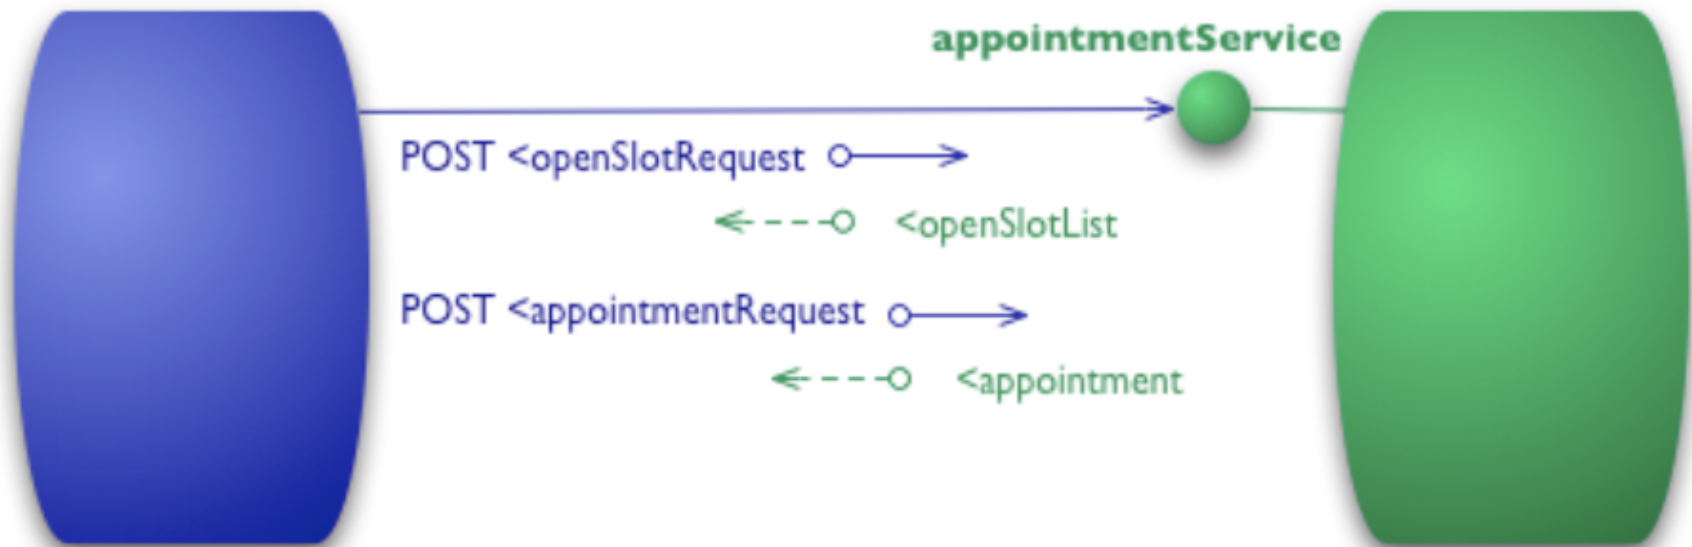 appointmentService
POST <openSlotRequest
<openSlotList
POST <appointmentRequest
<appointment